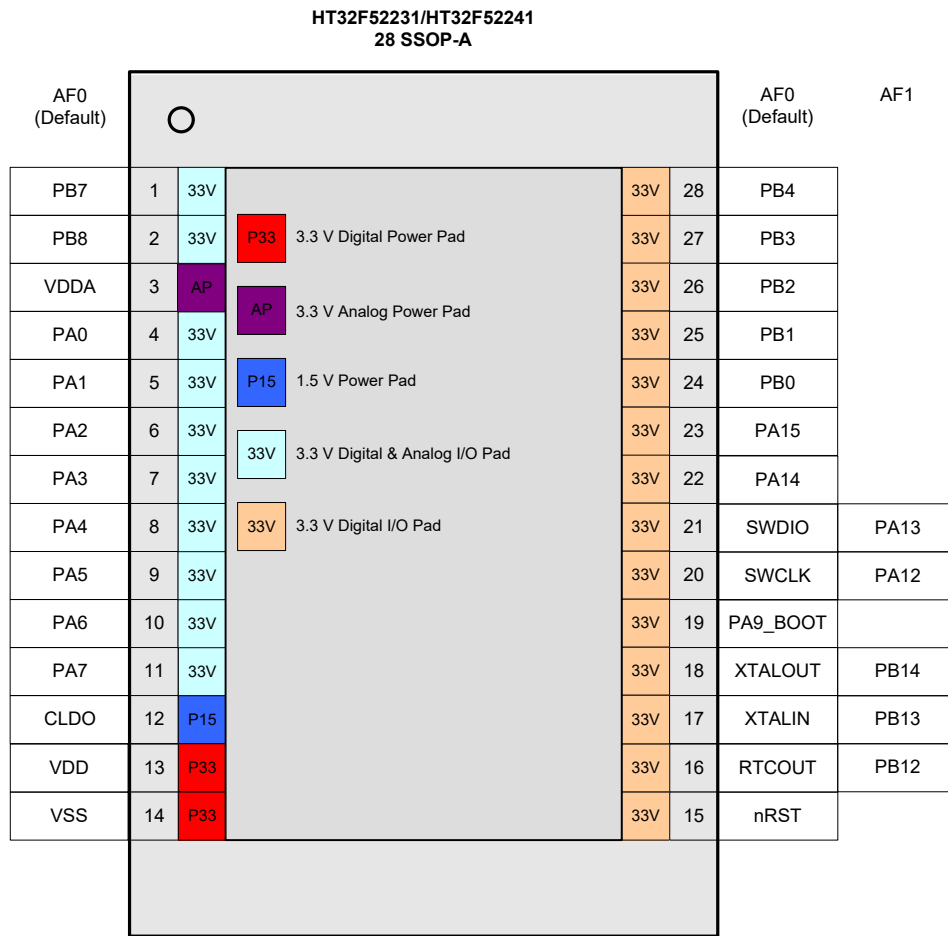 HT32F52231/HT32F52241
28 SSOP-A
AF0
(Default)
AF0
(Default)
AF1
PB7 1 33V 33V 28 PB4
PB8 2 33V 33V 27 PB3
VDDA 3 AP 33V 26 PB2
PA0 4 33V 33V 25 PB1
PA1 5 33V 33V 24 PB0
PA2 6 33V 33V 23 PA15
PA3 7 33V 33V 22 PA14
PA4 8 33V 33V 21 SWDIO PA13
PA5 9 33V 33V 20 SWCLK PA12
PA6 10 33V 33V 19 PA9_BOOT
PA7 11 33V 33V 18 XTALOUT PB14
CLDO 12 P15 33V 17 XTALIN PB13
VDD 13 P33 33V 16 RTCOUT PB12
VSS 14 P33 33V 15 nRST
P33 3.3 V Digital Power Pad
AP 3.3 V Analog Power Pad
P15 1.5 V Power Pad
33V 3.3 V Digital & Analog I/O Pad
33V 3.3 V Digital I/O Pad